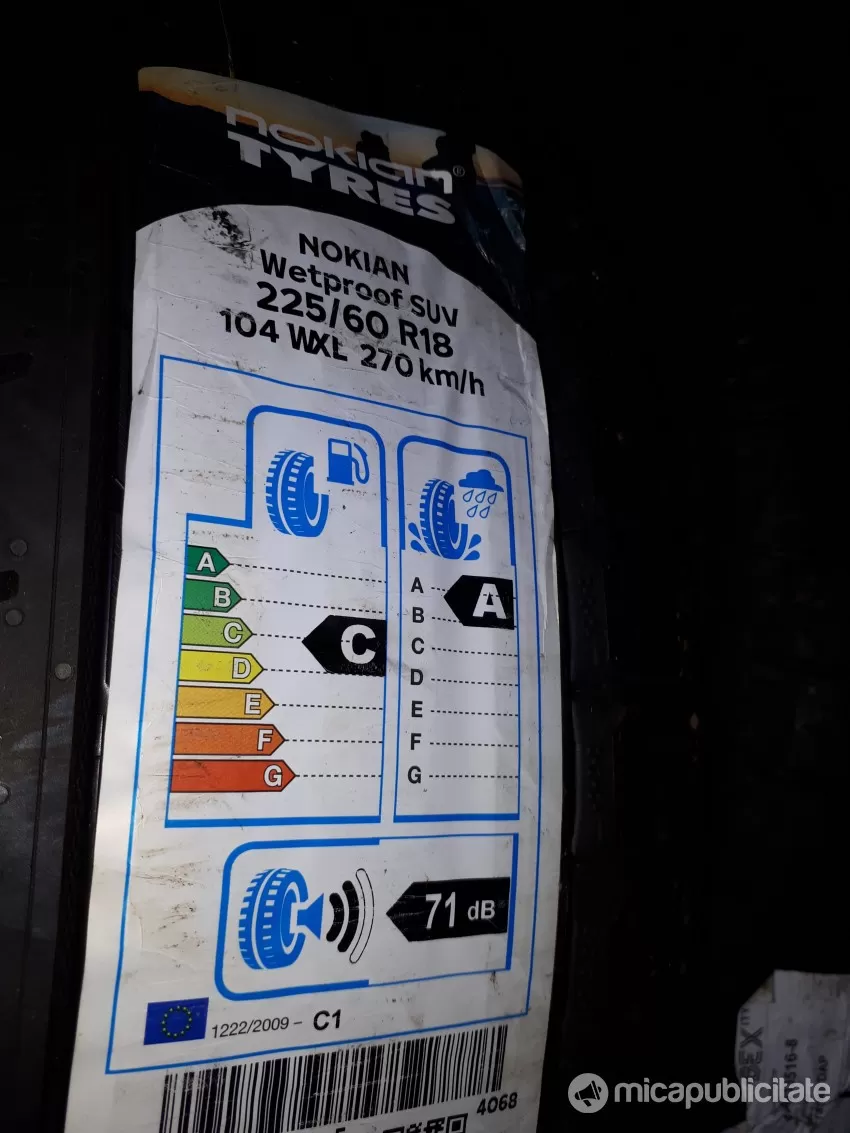 nokian®
TYRES
NOKIAN
Wetproof SUV
225/60 R18
104 WXL 270 km/h
A
B
C
D
E
F
G
C
A
B
C
D
E
F
G
A
71 dB
1222/2009 – C1
4068
micapublicitate